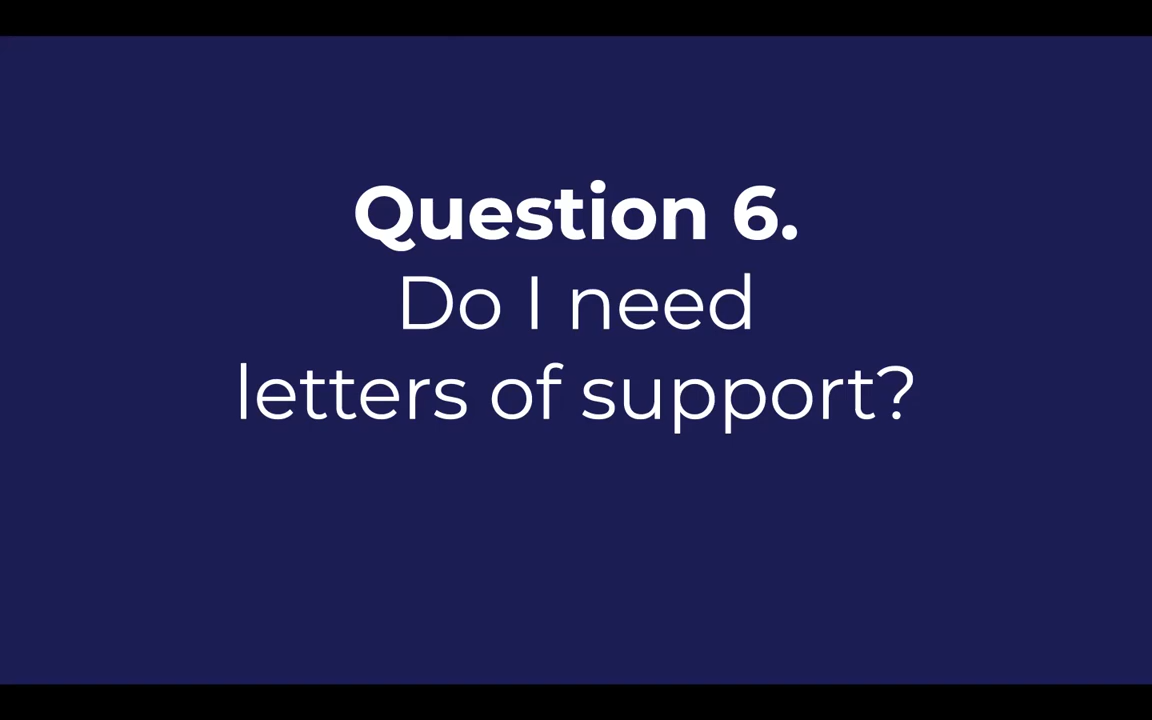 Question 6.
Do I need
letters of support?